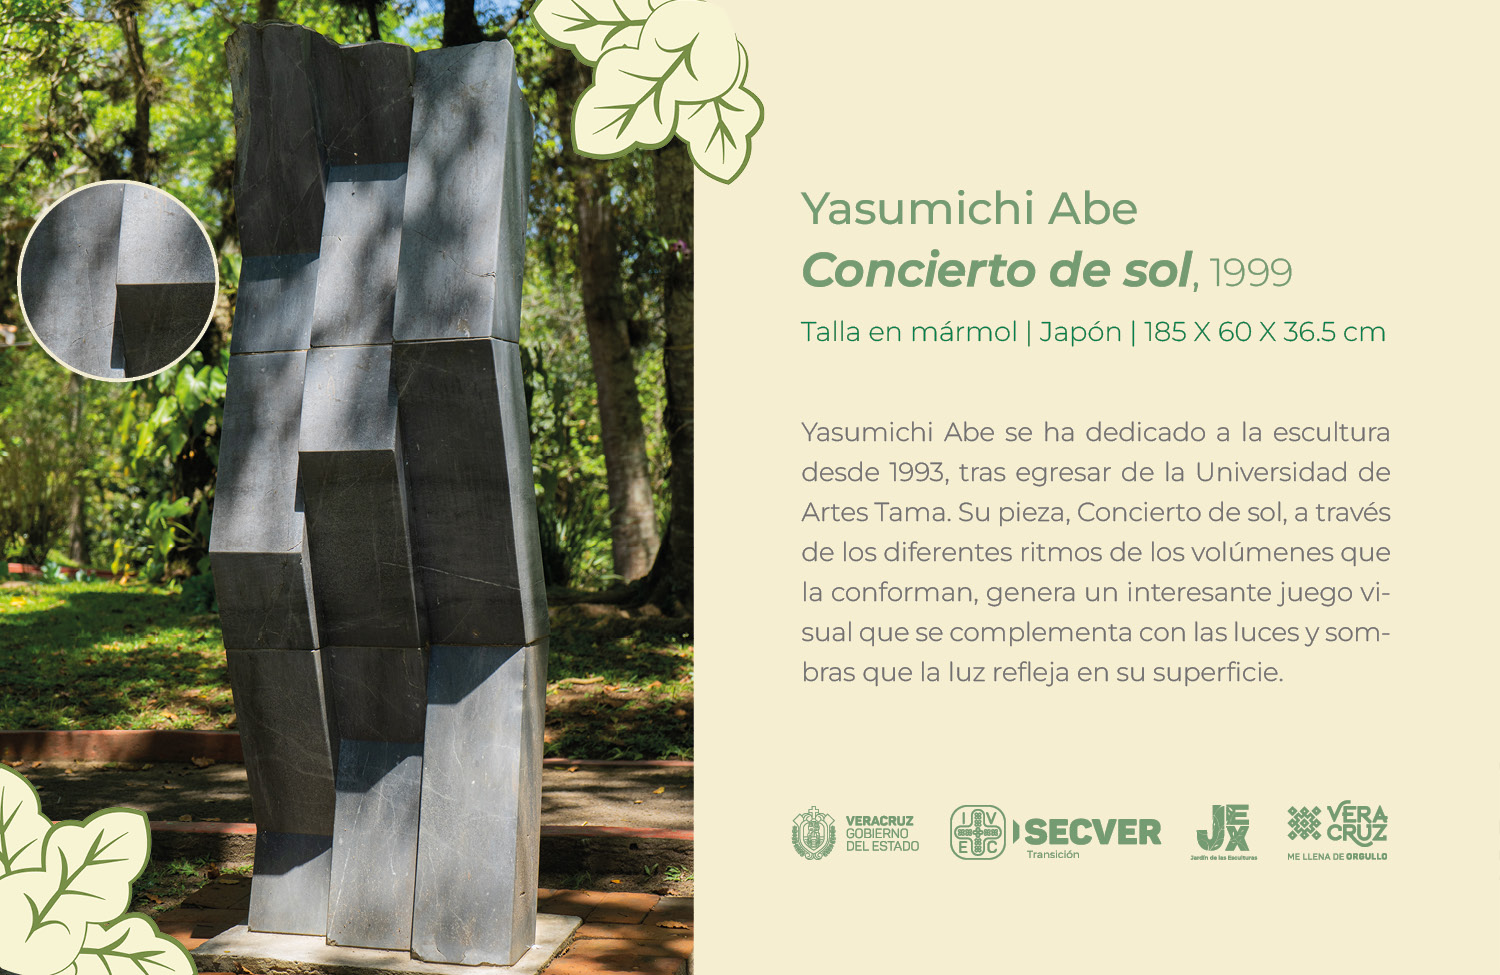 Yasumichi Abe
Concierto de sol, 1999
Talla en mármol | Japón | 185 X 60 X 36.5 cm
Yasumichi Abe se ha dedicado a la escultura
desde 1993, tras egresar de la Universidad de
Artes Tama. Su pieza, Concierto de sol, a través
de los diferentes ritmos de los volúmenes que
la conforman, genera un interesante juego vi-
sual que se complementa con las luces y som-
bras que la luz refleja en su superficie.
VERACRUZ
GOBIERNO
DEL ESTADO
IVEC
SECVER
Transición
JEX
Jardín de las Esculturas
VERA
CRUZ
ME LLENA DE ORGULLO